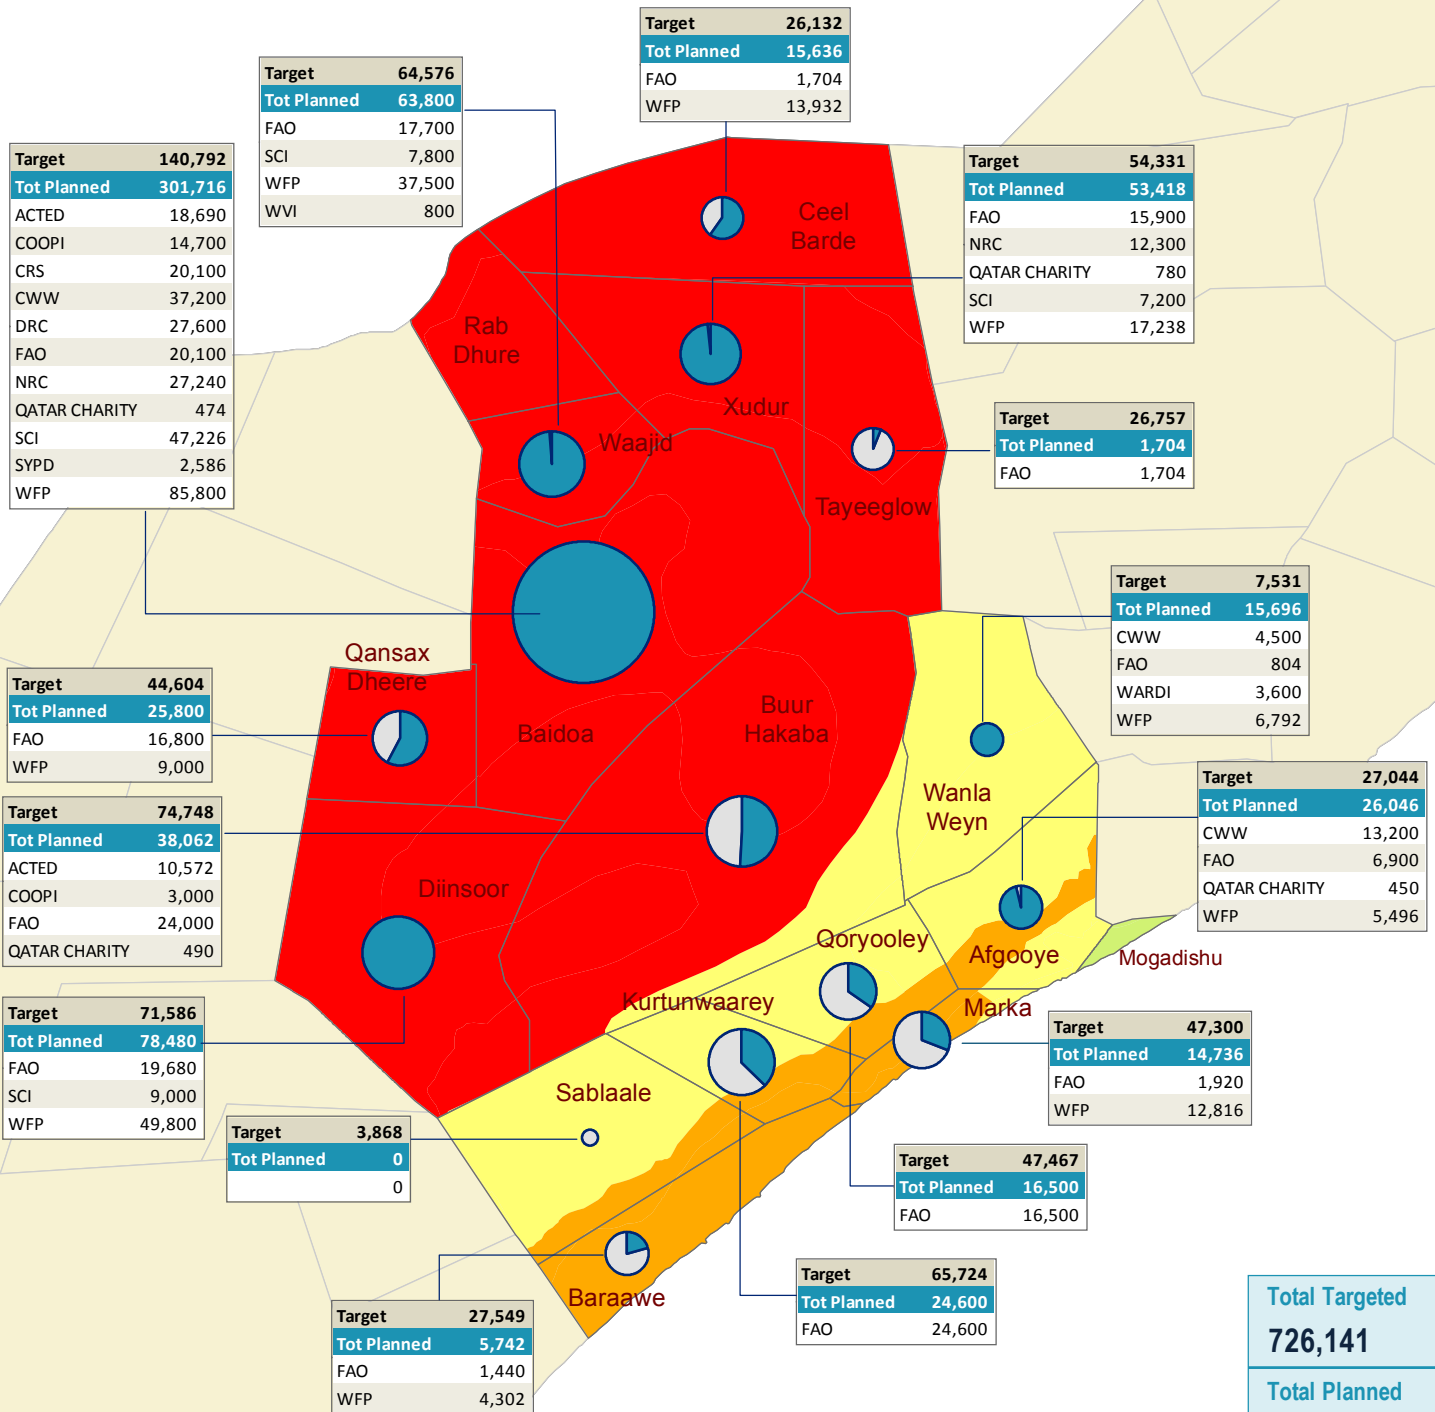 Target 26,132
Tot Planned 15,636
FAO 1,704
WFP 13,932
Target 64,576
Tot Planned 63,800
FAO 17,700
SCI 7,800
WFP 37,500
WVI 800
Target 140,792
Tot Planned 301,716
ACTED 18,690
COOPI 14,700
CRS 20,100
CWW 37,200
DRC 27,600
FAO 20,100
NRC 27,240
QATAR CHARITY 474
SCI 47,226
SYPD 2,586
WFP 85,800
Target 54,331
Tot Planned 53,418
FAO 15,900
NRC 12,300
QATAR CHARITY 780
SCI 7,200
WFP 17,238
Ceel
Barde
Rab
Dhure
Xudur
Waajid
Tayeeglow
Target 26,757
Tot Planned 1,704
FAO 1,704
Target 7,531
Tot Planned 15,696
CWW 4,500
FAO 804
WARDI 3,600
WFP 6,792
Qansax
Dheere
Baidoa
Buur
Hakaba
Wanla
Weyn
Target 44,604
Tot Planned 25,800
FAO 16,800
WFP 9,000
Target 27,044
Tot Planned 26,046
CWW 13,200
FAO 6,900
QATAR CHARITY 450
WFP 5,496
Target 74,748
Tot Planned 38,062
ACTED 10,572
COOPI 3,000
FAO 24,000
QATAR CHARITY 490
Diinsoor
Qoryooley
Afgooye
Mogadishu
Kurtunwaarey
Marka
Target 71,586
Tot Planned 78,480
FAO 19,680
SCI 9,000
WFP 49,800
Target 47,300
Tot Planned 14,736
FAO 1,920
WFP 12,816
Sablaale
Target 3,868
Tot Planned 0
0
Target 47,467
Tot Planned 16,500
FAO 16,500
Baraawe
Target 65,724
Tot Planned 24,600
FAO 24,600
Target 27,549
Tot Planned 5,742
FAO 1,440
WFP 4,302
Total Targeted
726,141
Total Planned